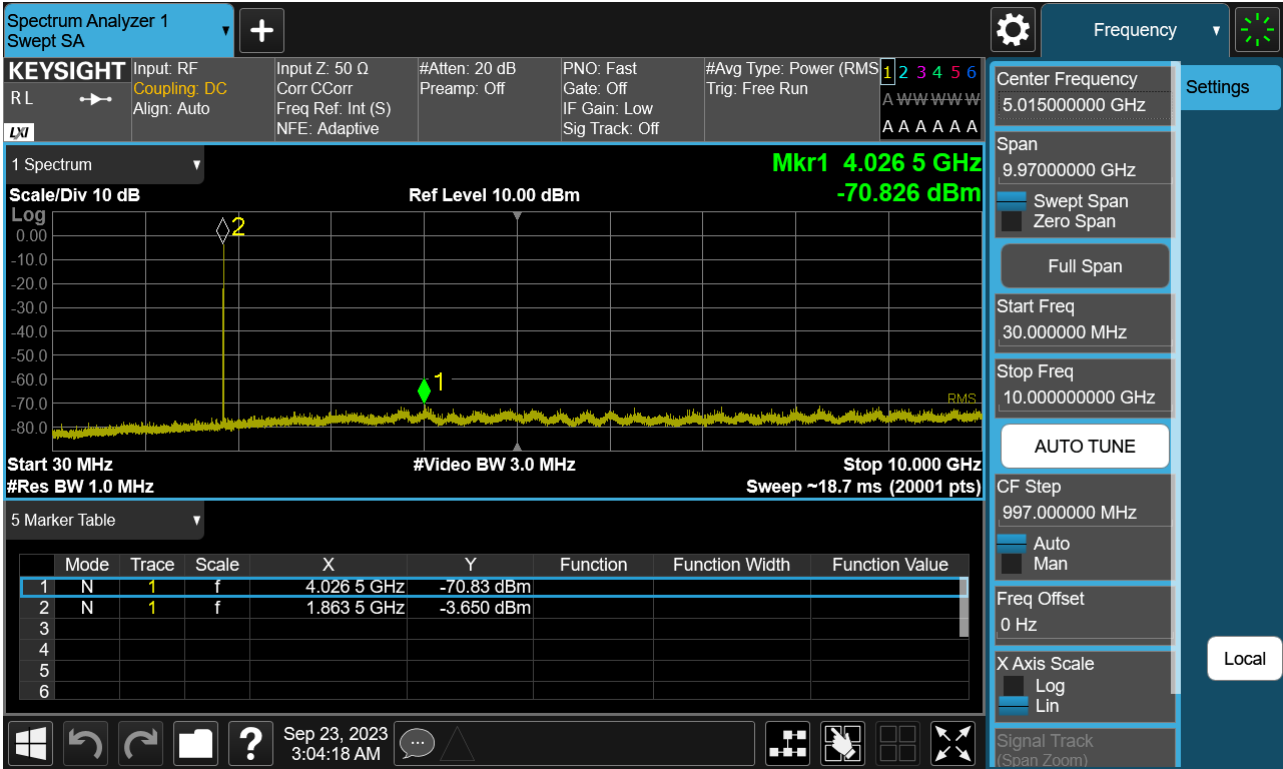 Spectrum Analyzer 1
Swept SA
Frequency
KEYSIGHT
R L
LXI
Input: RF
Coupling: DC
Align: Auto
Input Z: 50 Ω
Corr CCorr
Freq Ref: Int (S)
NFE: Adaptive
#Atten: 20 dB
Preamp: Off
PNO: Fast
Gate: Off
IF Gain: Low
Sig Track: Off
#Avg Type: Power (RMS
Trig: Free Run
1 2 3 4 5 6
A W W W W W
A A A A A A
1 Spectrum
Mkr1 4.026 5 GHz
Scale/Div 10 dB
Ref Level 10.00 dBm
-70.826 dBm
Log
0.00
-10.0
-20.0
-30.0
-40.0
-50.0
-60.0
-70.0
-80.0
2
1
RMS
Start 30 MHz
#Video BW 3.0 MHz
Stop 10.000 GHz
#Res BW 1.0 MHz
Sweep ~18.7 ms (20001 pts)
5 Marker Table
Mode Trace Scale X Y Function Function Width Function Value
1 N 1 f 4.026 5 GHz -70.83 dBm
2 N 1 f 1.863 5 GHz -3.650 dBm
3
4
5
6
Sep 23, 2023
3:04:18 AM
Center Frequency
5.015000000 GHz
Span
9.97000000 GHz
Swept Span
Zero Span
Full Span
Start Freq
30.000000 MHz
Stop Freq
10.000000000 GHz
AUTO TUNE
CF Step
997.000000 MHz
Auto
Man
Freq Offset
0 Hz
X Axis Scale
Log
Lin
Signal Track
(Span Zoom)
Settings
Local